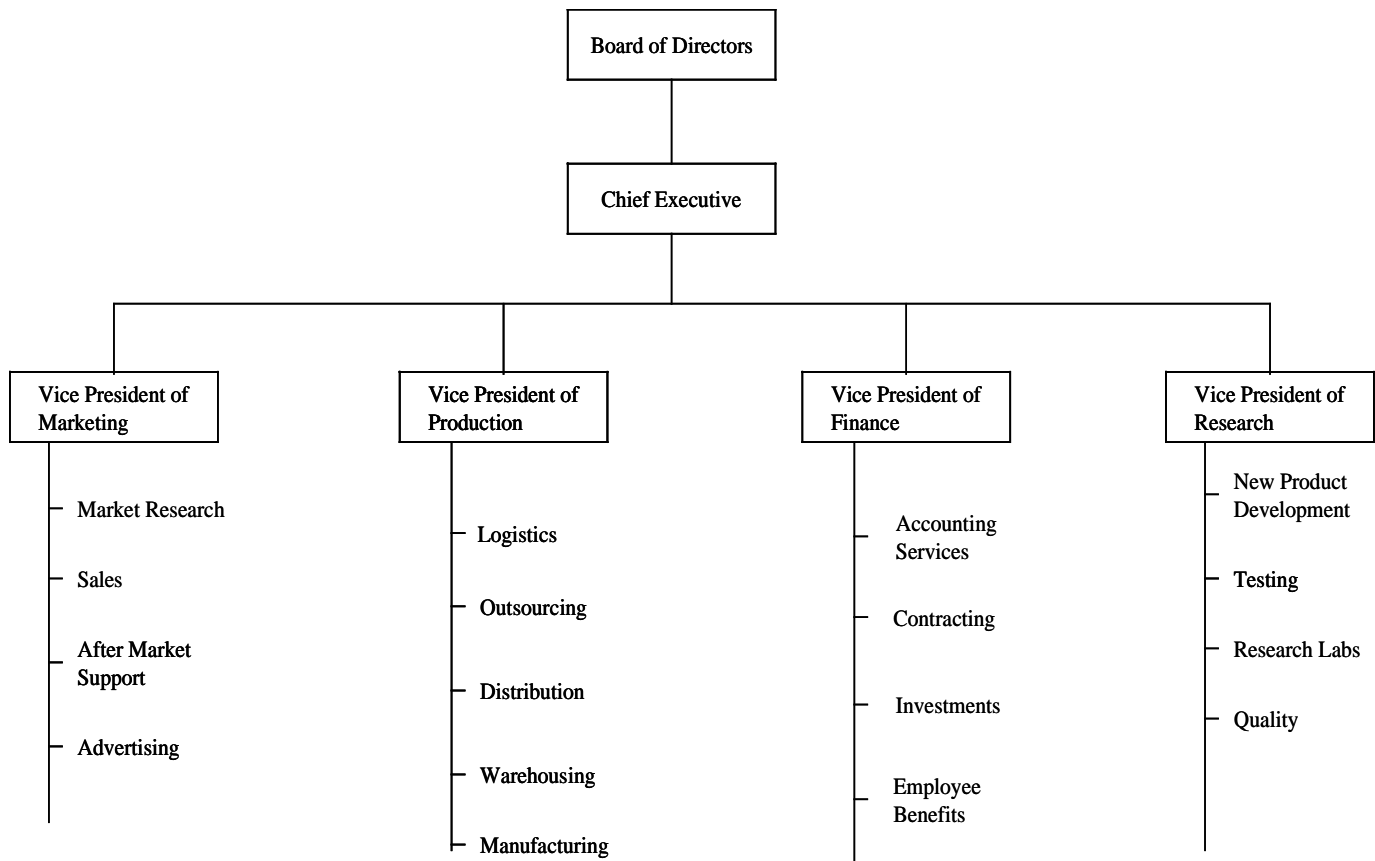 Board of Directors
Chief Executive
Vice President of
Marketing
Market Research
Sales
After Market
Support
Advertising
Vice President of
Production
Logistics
Outsourcing
Distribution
Warehousing
Manufacturing
Vice President of
Finance
Accounting
Services
Contracting
Investments
Employee
Benefits
Vice President of
Research
New Product
Development
Testing
Research Labs
Quality